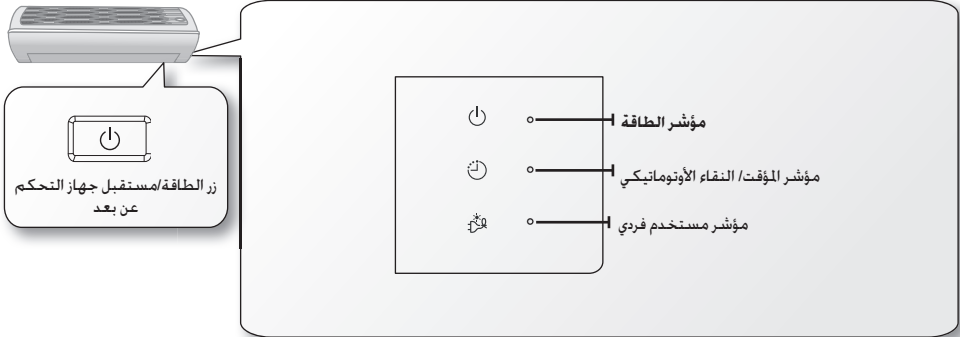 مؤشر الطاقة
مؤشر المؤقت/ النقاء الأوتوماتيكي
مؤشر مستخدم فردي
زر الطاقة/مستقبل جهاز التحكم
عن بعد